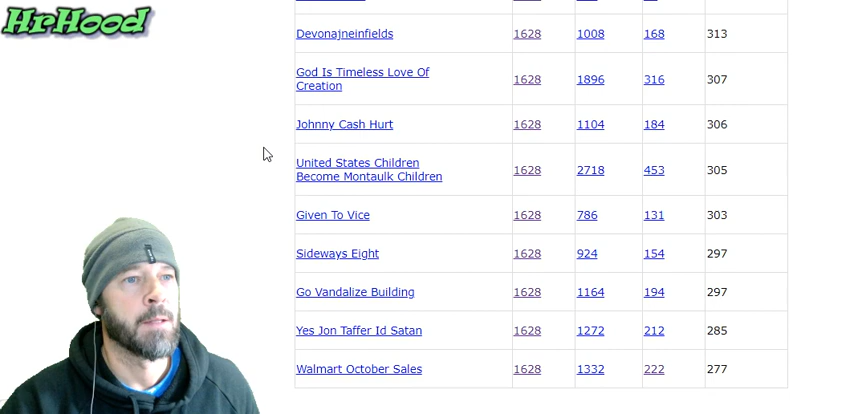 HrHood
Devonajneinfields 1628 1008 168 313
God Is Timeless Love Of
Creation 1628 1896 316 307
Johnny Cash Hurt 1628 1104 184 306
United States Children
Become Montaulk Children 1628 2718 453 305
Given To Vice 1628 786 131 303
Sideways Eight 1628 924 154 297
Go Vandalize Building 1628 1164 194 297
Yes Jon Taffer Id Satan 1628 1272 212 285
Walmart October Sales 1628 1332 222 277